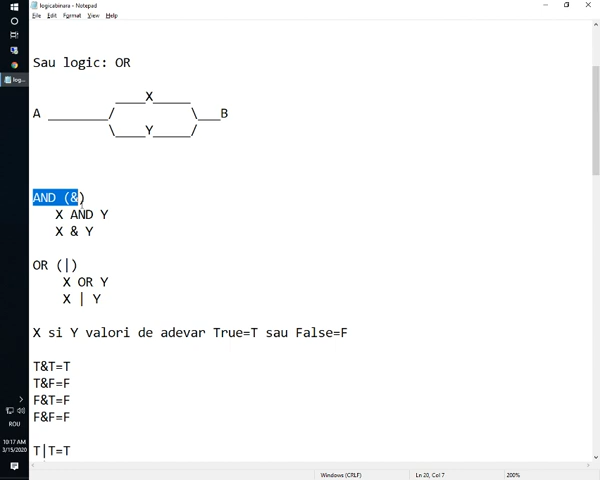 logicabinara - Notepad
File Edit Format View Help
Sau logic: OR
____X_____
A ________/ \___B
\____Y_____/
AND (&)
X AND Y
X & Y
OR (|)
X OR Y
X | Y
X si Y valori de adevar True=T sau False=F
T&T=T
T&F=F
F&T=F
F&F=F
T|T=T
log...
ROU
10:17 AM
3/15/2020
Windows (CRLF) Ln 20, Col 7 200%